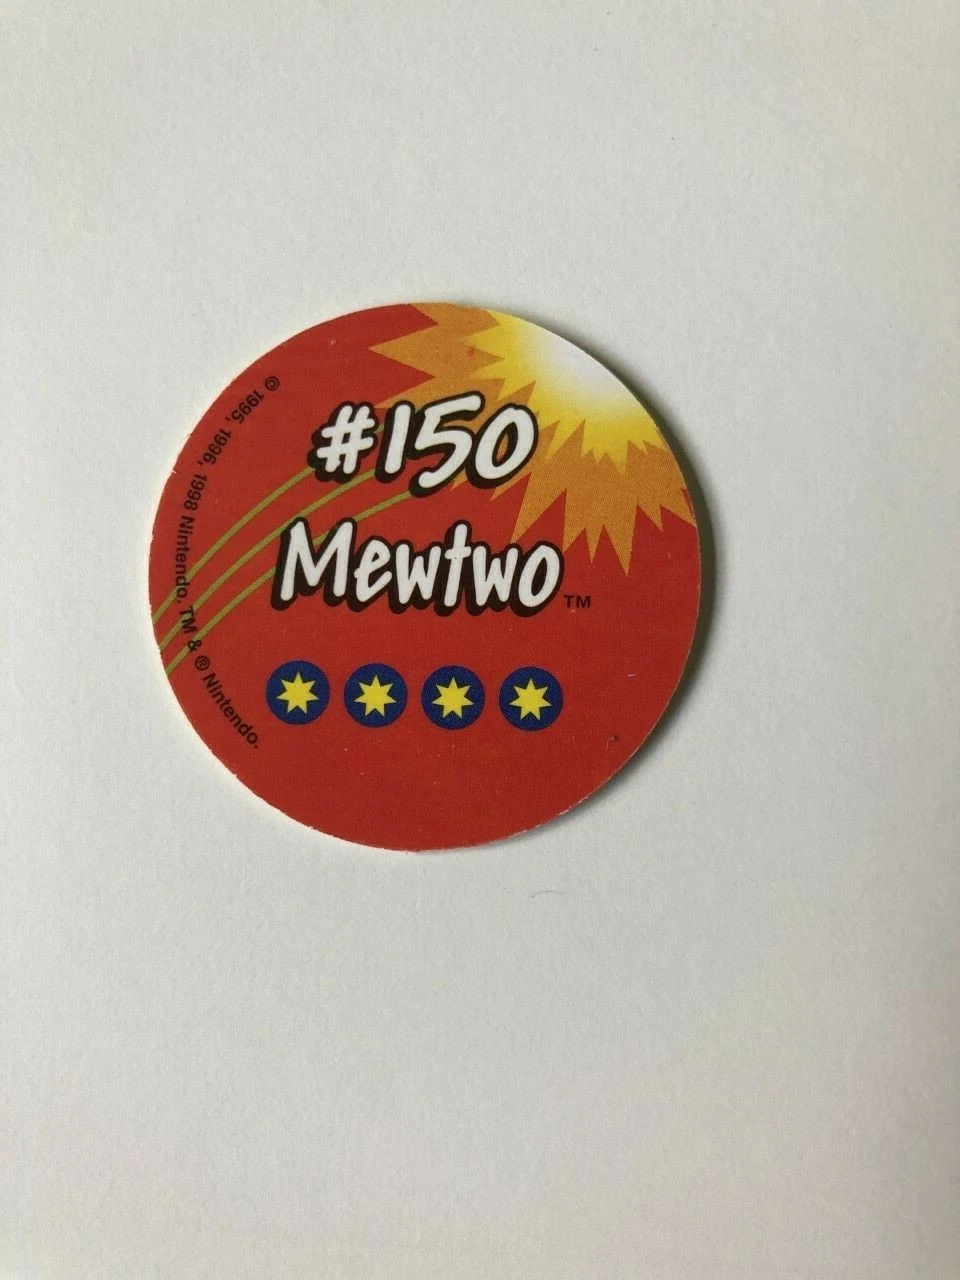 #150
Mewtwo™
© 1995, 1996, 1998 Nintendo. TM & ® Nintendo.